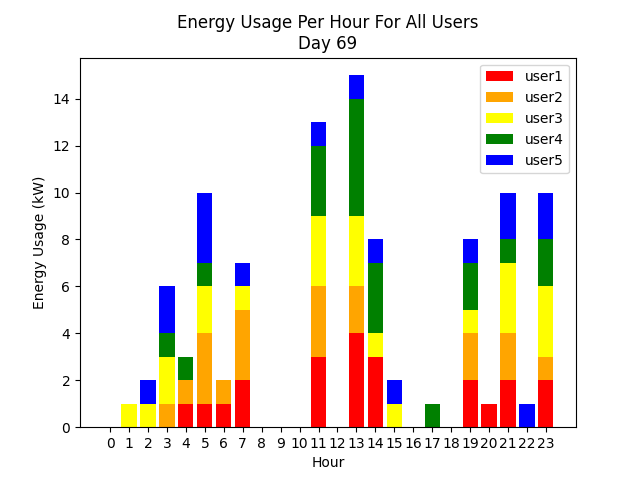 Energy Usage Per Hour For All Users
Day 69
user1
user2
user3
user4
user5
Energy Usage (kW)
14
12
10
8
6
4
2
0
0 1 2 3 4 5 6 7 8 9 10 11 12 13 14 15 16 17 18 19 20 21 22 23
Hour